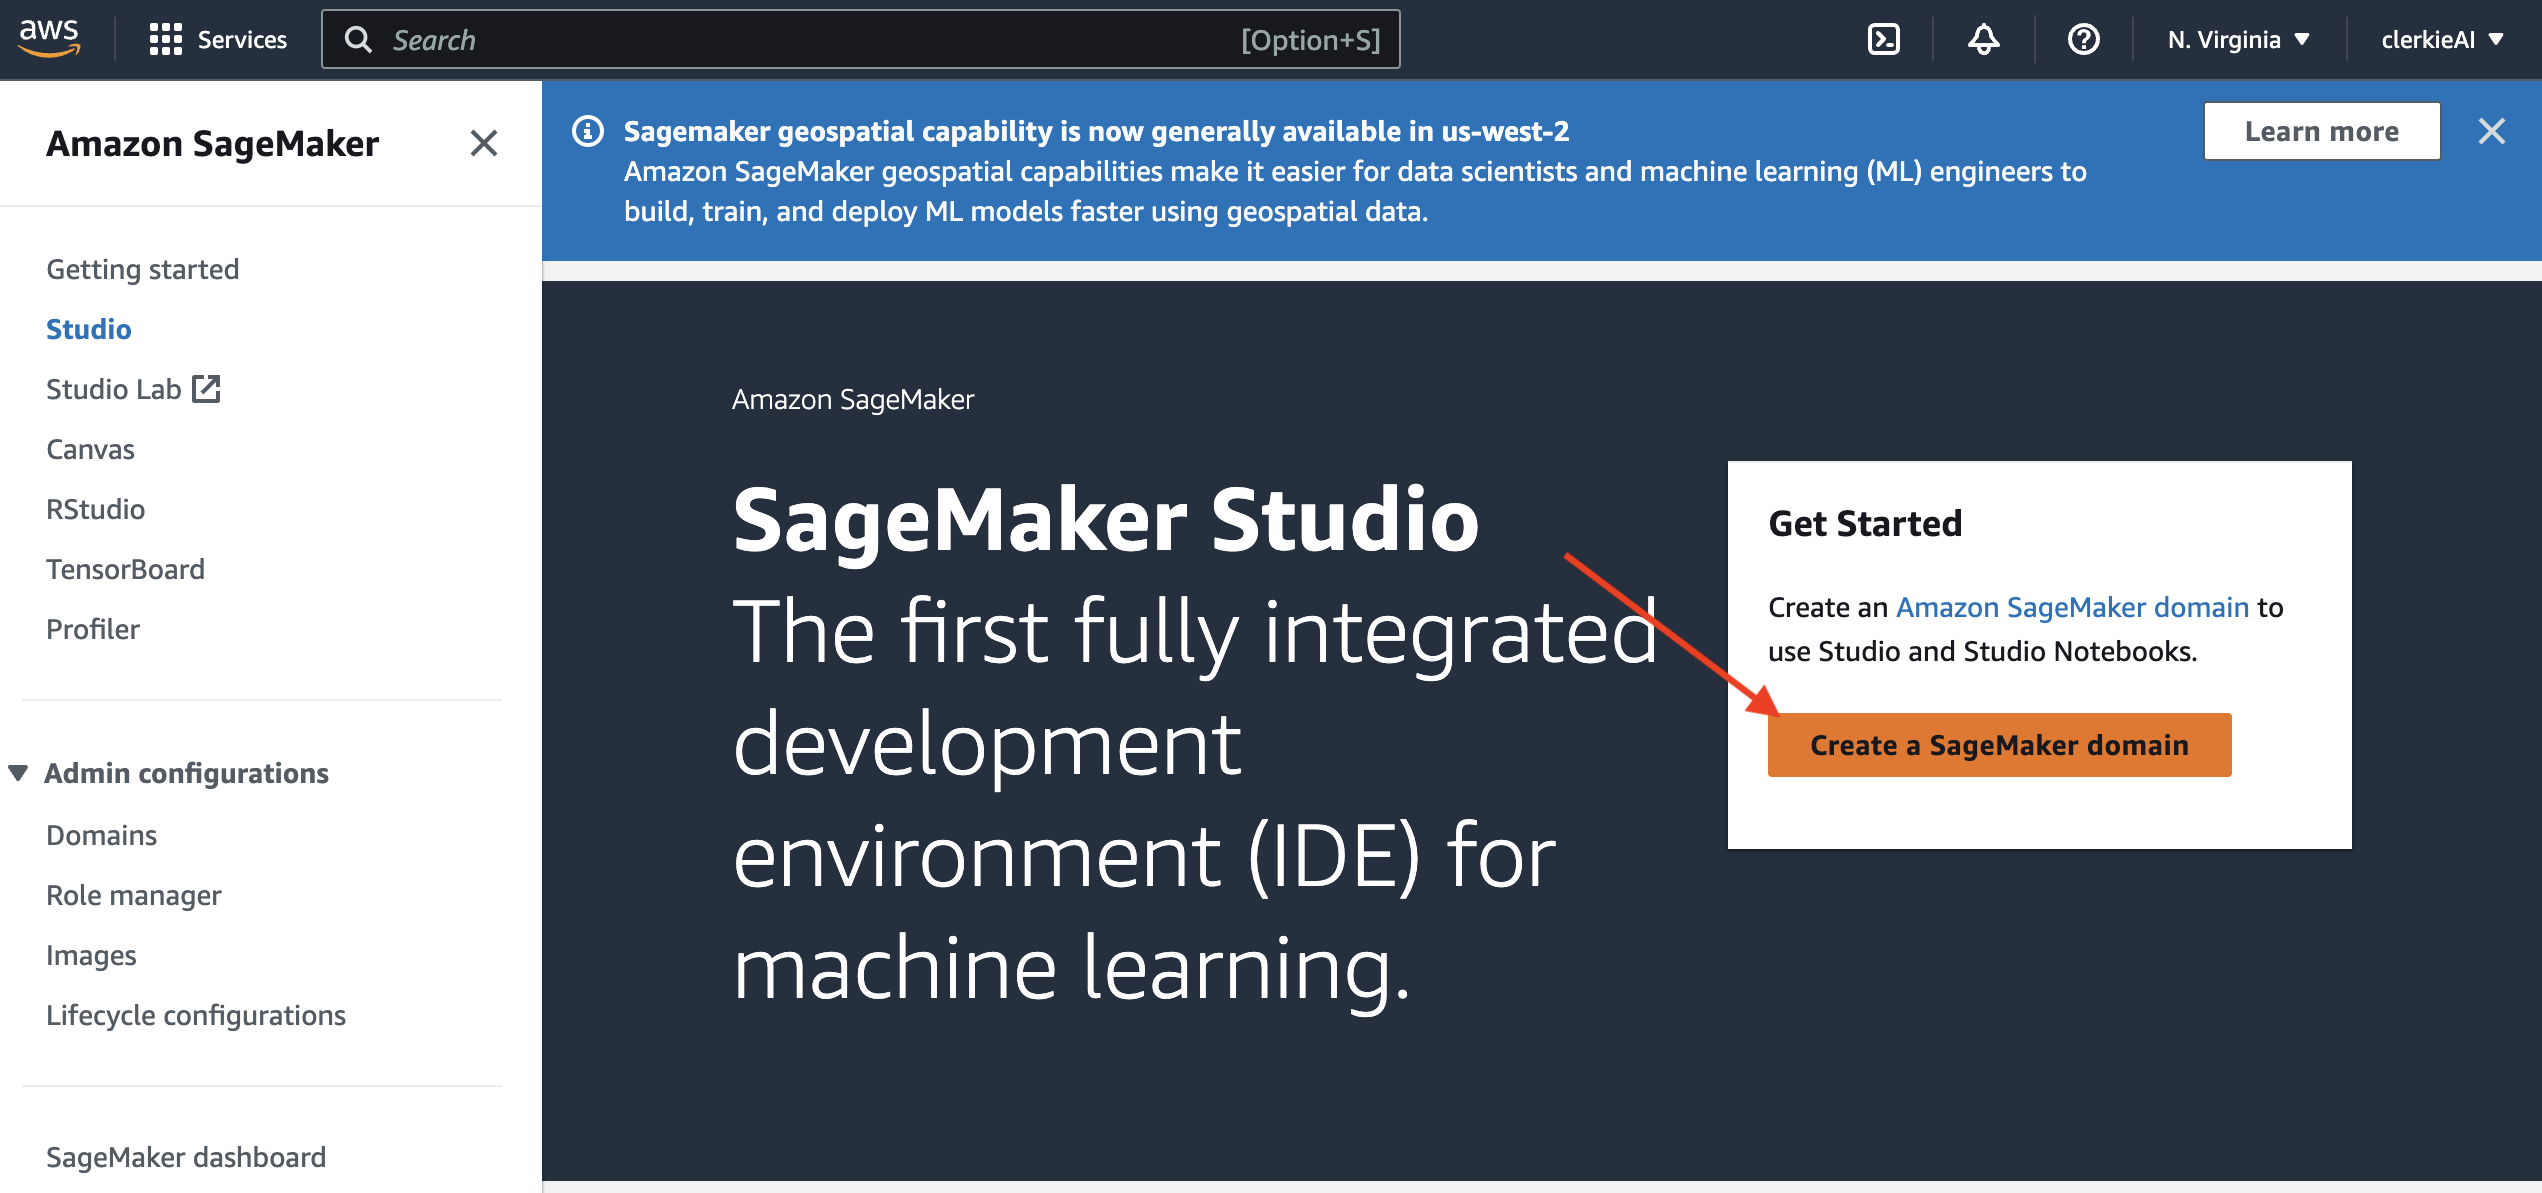 aws
Services
Search
[Option+S]
N. Virginia
clerkieAI
Amazon SageMaker
Getting started
Studio
Studio Lab
Canvas
RStudio
TensorBoard
Profiler
Admin configurations
Domains
Role manager
Images
Lifecycle configurations
SageMaker dashboard
Sagemaker geospatial capability is now generally available in us-west-2
Amazon SageMaker geospatial capabilities make it easier for data scientists and machine learning (ML) engineers to
build, train, and deploy ML models faster using geospatial data.
Learn more
Amazon SageMaker
SageMaker Studio
The first fully integrated
development
environment (IDE) for
machine learning.
Get Started
Create an Amazon SageMaker domain to
use Studio and Studio Notebooks.
Create a SageMaker domain